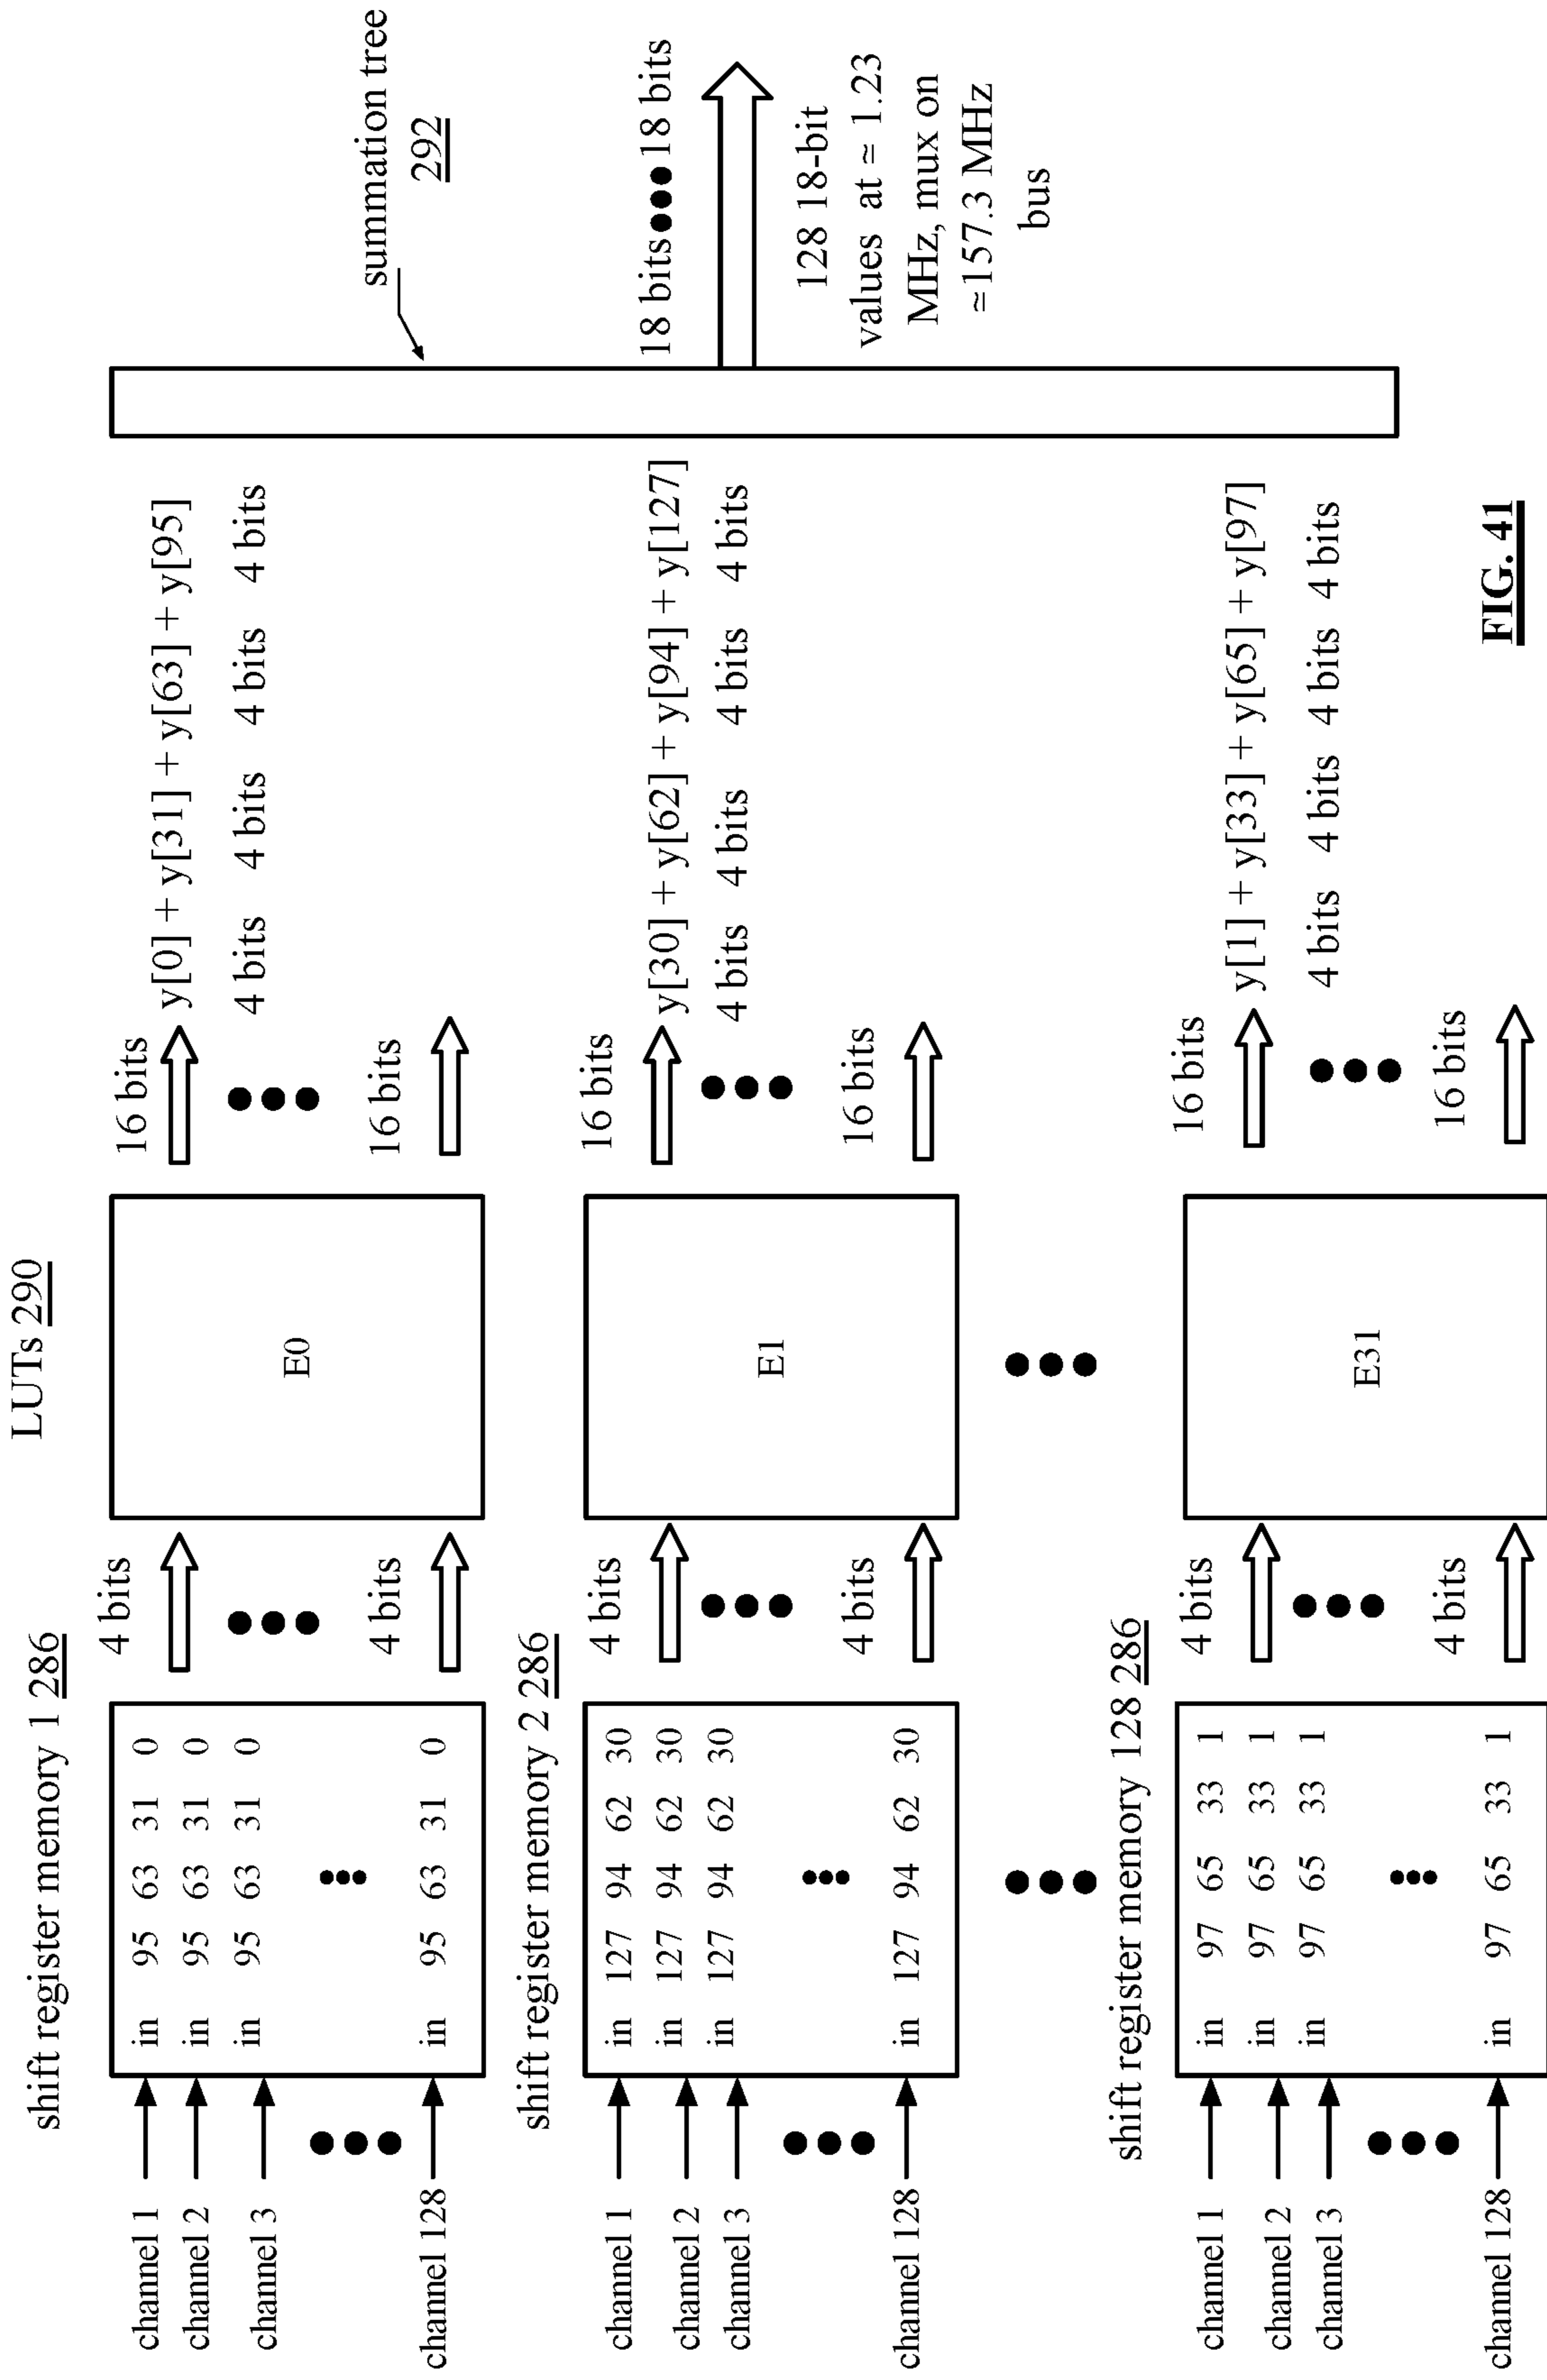 LUTs 290
shift register memory 1 286
channel 1
channel 2
channel 3
channel 128
in 95 63 31 0
in 95 63 31 0
in 95 63 31 0
in 95 63 31 0
4 bits
4 bits
E0
16 bits
16 bits
y[0] + y[31] + y[63] + y[95]
4 bits 4 bits 4 bits 4 bits
shift register memory 2 286
channel 1
channel 2
channel 3
channel 128
in 127 94 62 30
in 127 94 62 30
in 127 94 62 30
in 127 94 62 30
4 bits
4 bits
E1
16 bits
16 bits
y[30] + y[62] + y[94] + y[127]
4 bits 4 bits 4 bits 4 bits
shift register memory 128 286
channel 1
channel 2
channel 3
channel 128
in 97 65 33 1
in 97 65 33 1
in 97 65 33 1
in 97 65 33 1
4 bits
4 bits
E31
16 bits
16 bits
y[1] + y[33] + y[65] + y[97]
4 bits 4 bits 4 bits 4 bits
summation tree
292
18 bits●●●18 bits
128 18-bit
values at ≃ 1.23
MHz, mux on
≃157.3 MHz
bus
FIG. 41